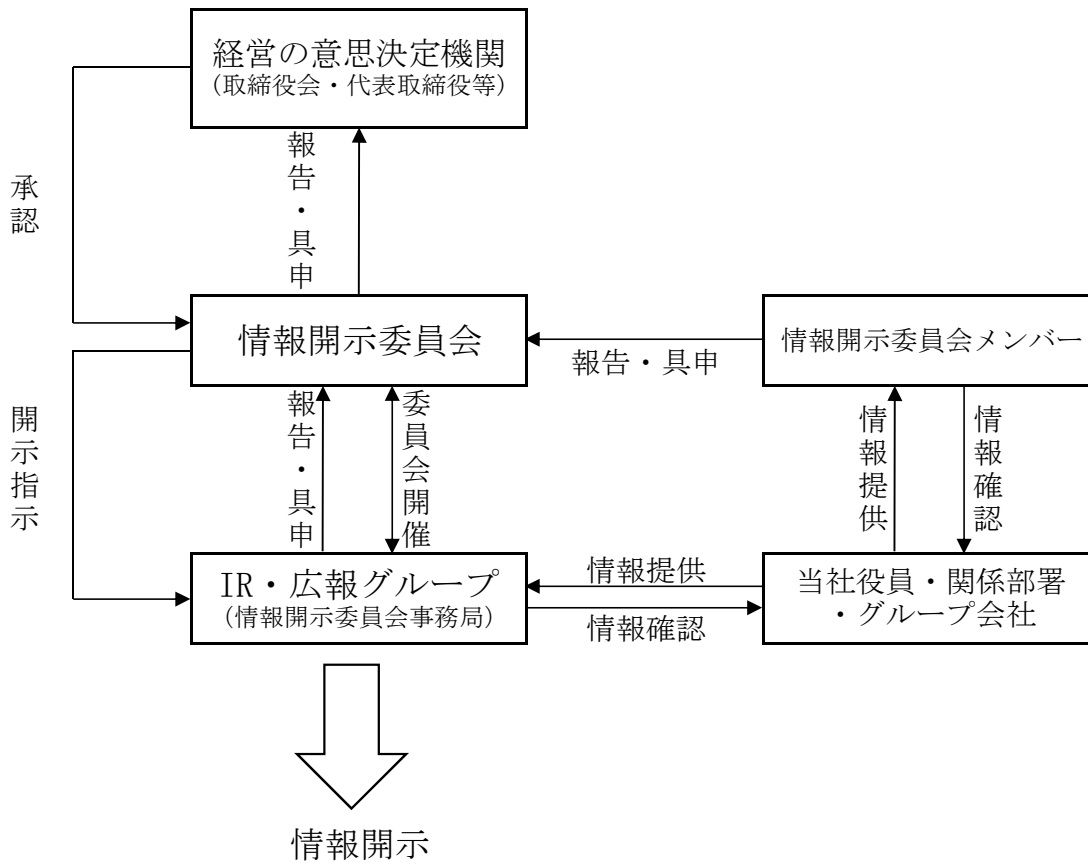 経営の意思決定機関
(取締役会・代表取締役等)
報告・具申
承認
情報開示委員会
報告・具申
情報開示委員会メンバー
開示指示
報告・具申
委員会開催
情報提供
情報確認
IR・広報グループ
(情報開示委員会事務局)
情報提供
情報確認
当社役員・関係部署
・グループ会社
情報開示